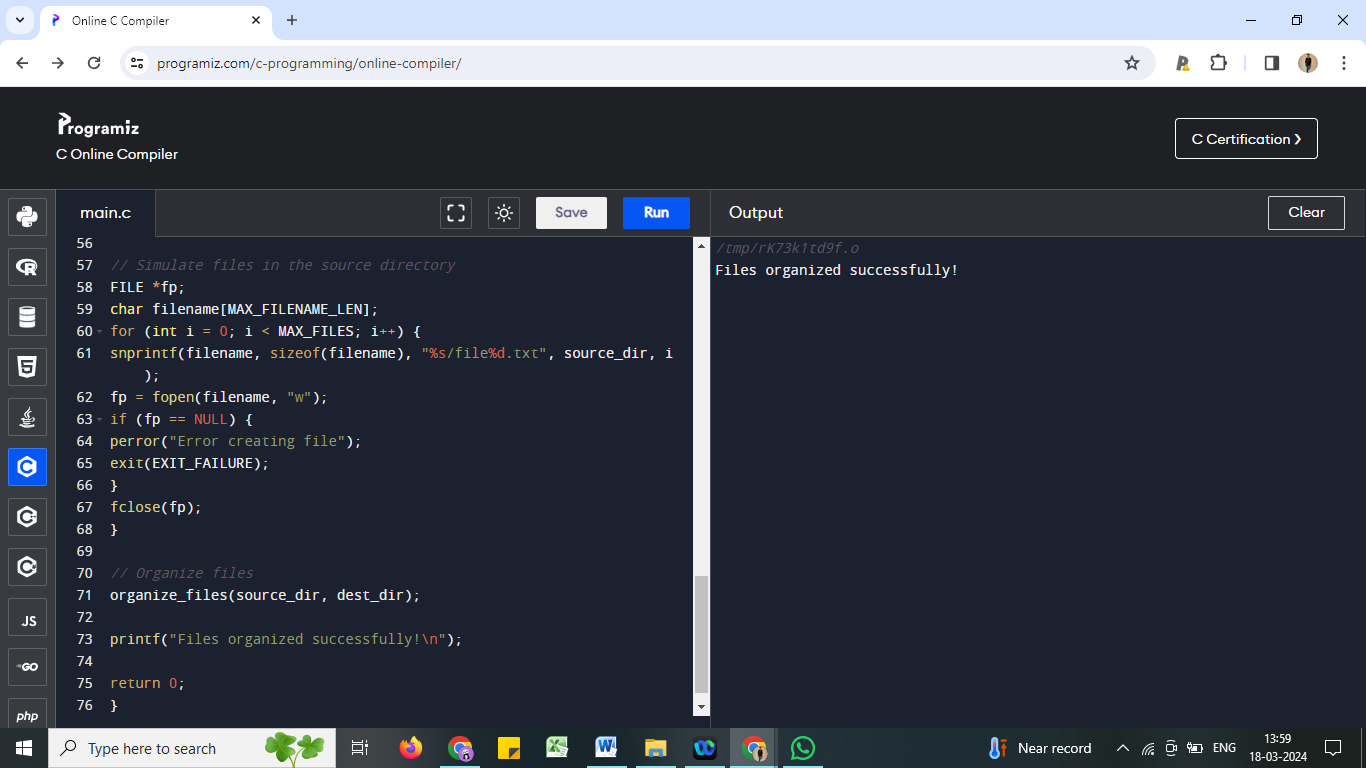 Online C Compiler
programiz.com/c-programming/online-compiler/
Programiz
C Online Compiler
C Certification ❯
main.c
Save
Run
Output
Clear
56
57 // Simulate files in the source directory
58 FILE *fp;
59 char filename[MAX_FILENAME_LEN];
60 for (int i = 0; i < MAX_FILES; i++) {
61 snprintf(filename, sizeof(filename), "%s/file%d.txt", source_dir, i
);
62 fp = fopen(filename, "w");
63 if (fp == NULL) {
64 perror("Error creating file");
65 exit(EXIT_FAILURE);
66 }
67 fclose(fp);
68 }
69
70 // Organize files
71 organize_files(source_dir, dest_dir);
72
73 printf("Files organized successfully!\n");
74
75 return 0;
76 }
/tmp/rK73k1td9f.o
Files organized successfully!
JS
GO
php
Type here to search
Near record
ENG
13:59
18-03-2024